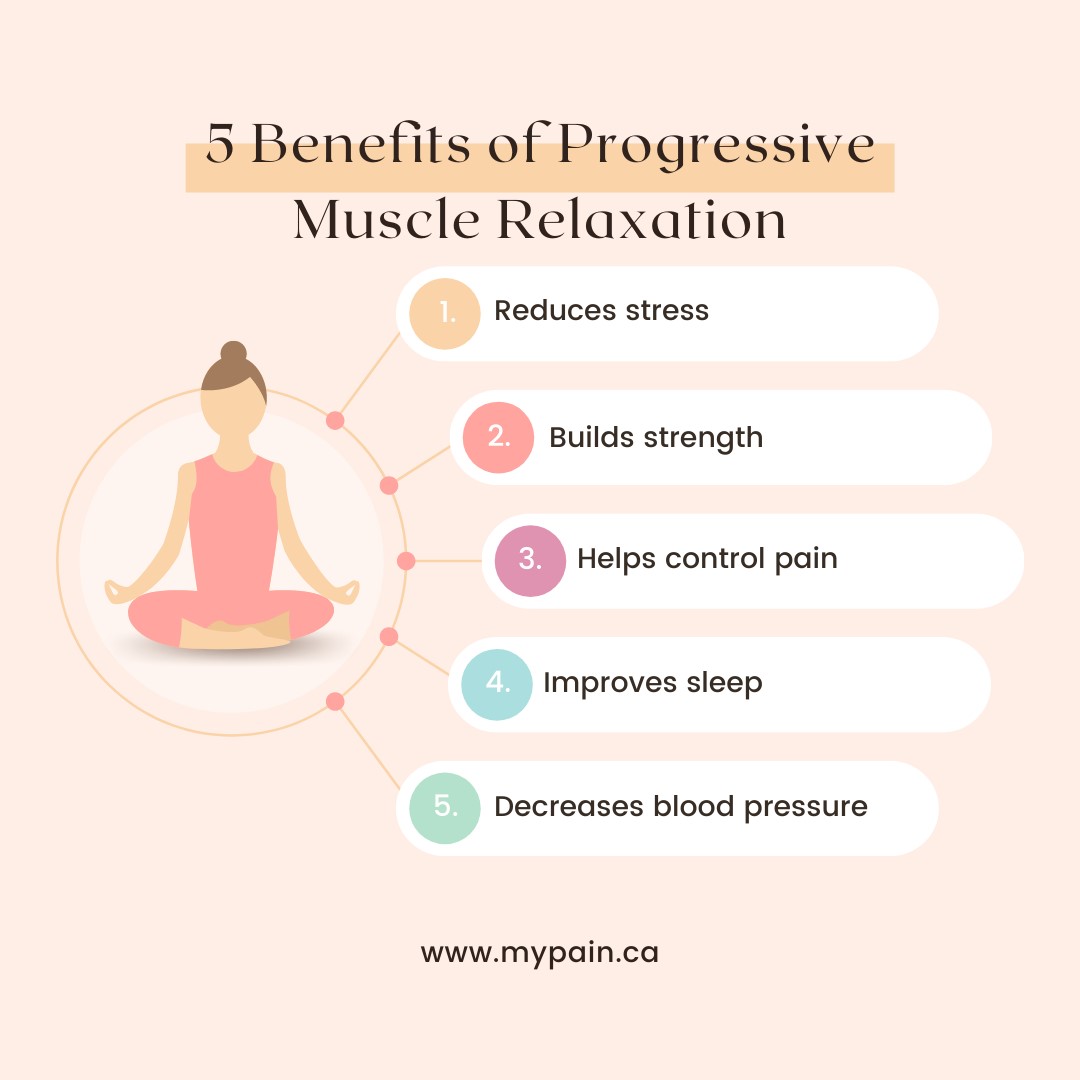 5 Benefits of Progressive
Muscle Relaxation
1. Reduces stress
2. Builds strength
3. Helps control pain
4. Improves sleep
5. Decreases blood pressure
www.mypain.ca